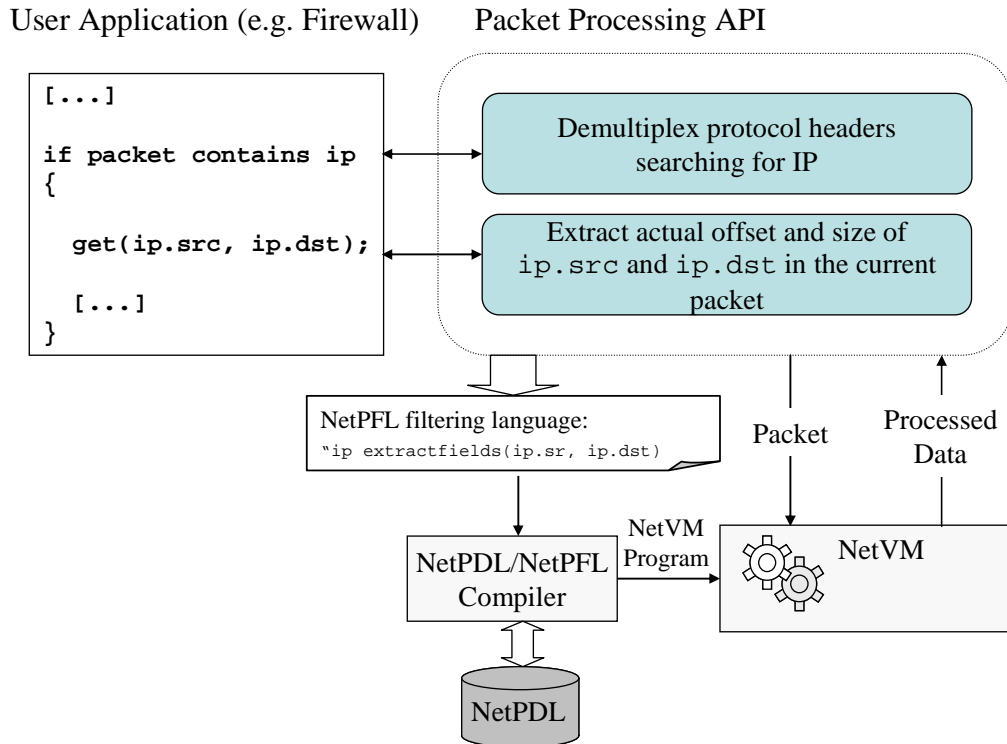 User Application (e.g. Firewall)
Packet Processing API
[...]
if packet contains ip
{
get(ip.src, ip.dst);
[...]
}
Demultiplex protocol headers
searching for IP
Extract actual offset and size of
ip.src and ip.dst in the current
packet
NetPFL filtering language:
"ip extractfields(ip.sr, ip.dst)
Packet
Processed
Data
NetPDL/NetPFL
Compiler
NetVM
Program
NetVM
NetPDL